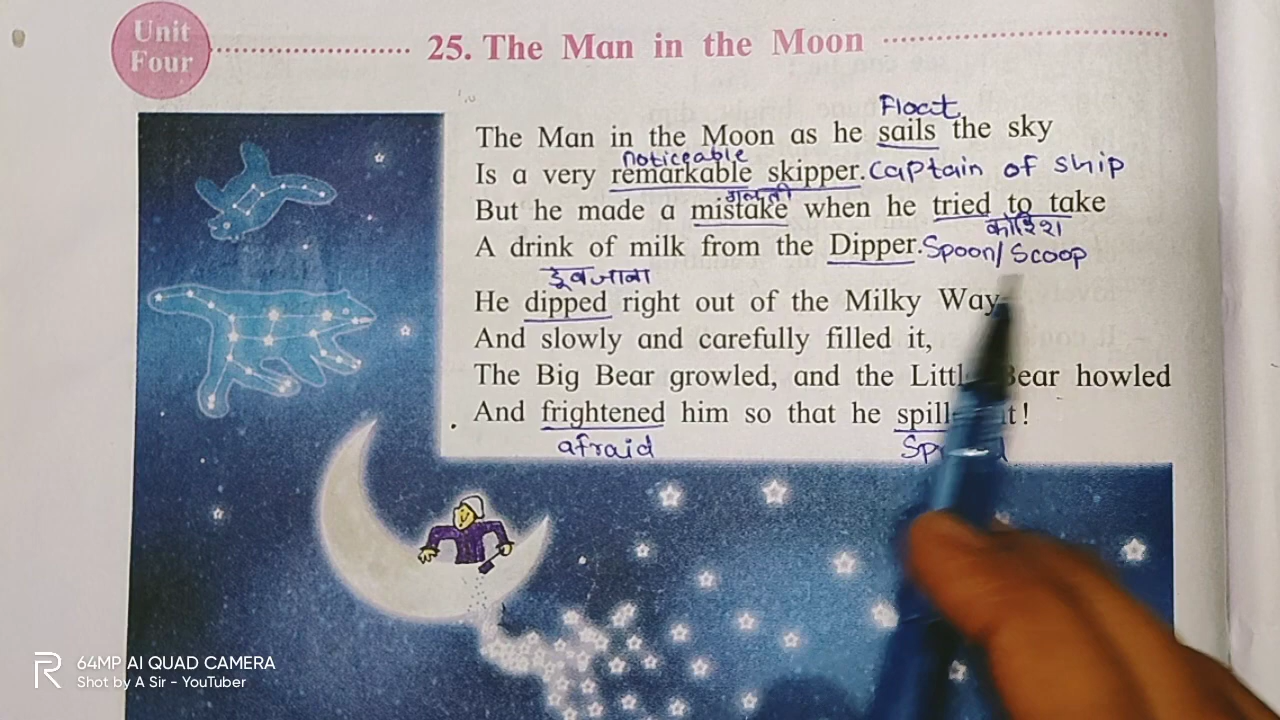 Unit
Four
25. The Man in the Moon
Float
The Man in the Moon as he sails the sky
noticeable
Is a very remarkable skipper. Captain of ship
गलती
But he made a mistake when he tried to take
कोशिश
A drink of milk from the Dipper. Spoon/Scoop
डूबजाना
He dipped right out of the Milky Way
And slowly and carefully filled it,
The Big Bear growled, and the Bear howled
And frightened him so that he !
afraid
64MP AI QUAD CAMERA
Shot by A Sir - YouTuber